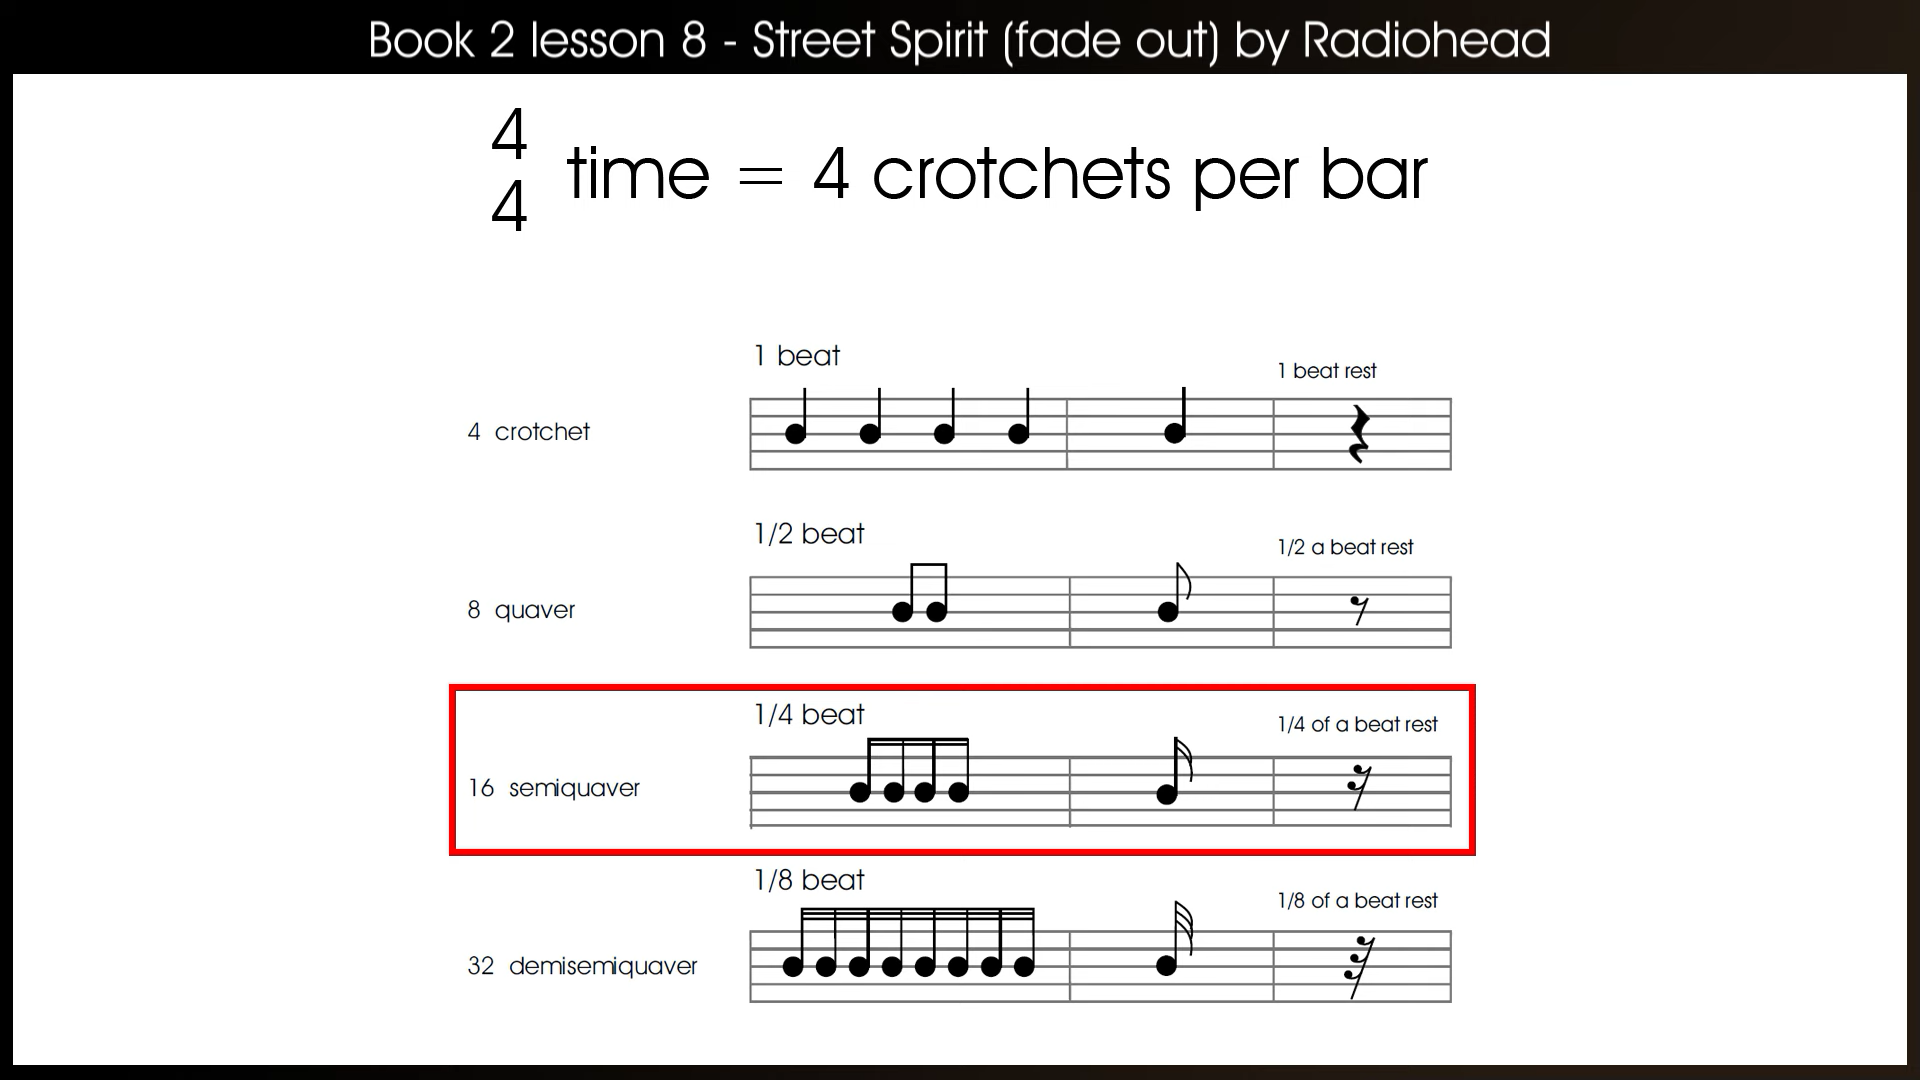 Book 2 lesson 8 - Street Spirit (fade out) by Radiohead
4
4
time = 4 crotchets per bar
1 beat
1 beat rest
4 crotchet
1/2 beat
1/2 a beat rest
8 quaver
1/4 beat
1/4 of a beat rest
16 semiquaver
1/8 beat
1/8 of a beat rest
32 demisemiquaver